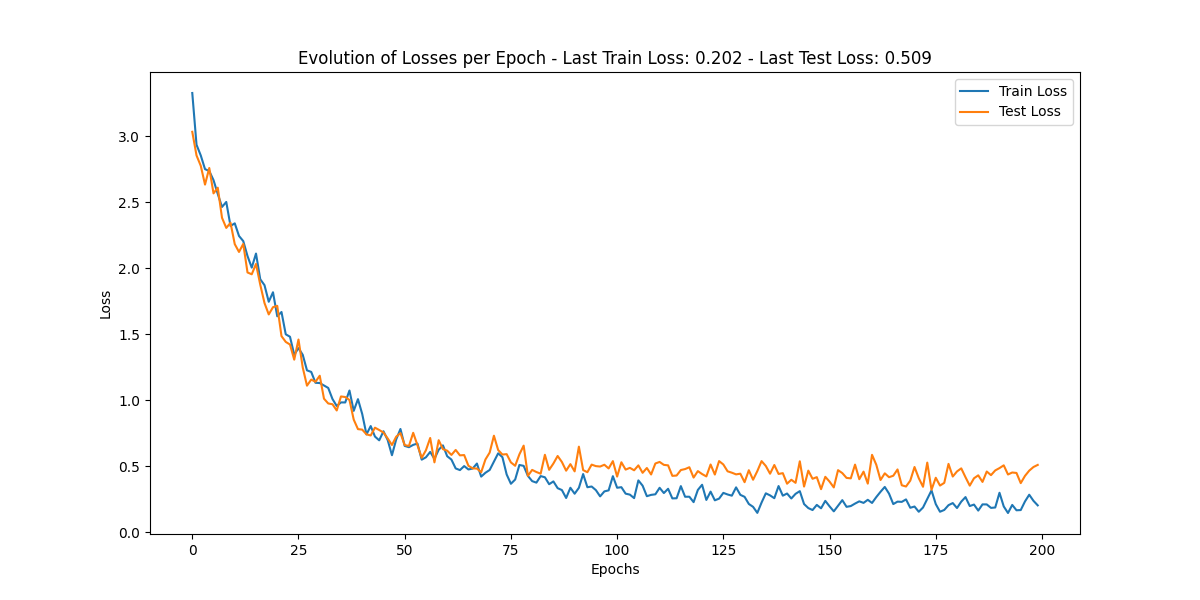 Evolution of Losses per Epoch - Last Train Loss: 0.202 - Last Test Loss: 0.509
Train Loss
Test Loss
3.0
2.5
2.0
1.5
1.0
0.5
0.0
Loss
0 25 50 75 100 125 150 175 200
Epochs